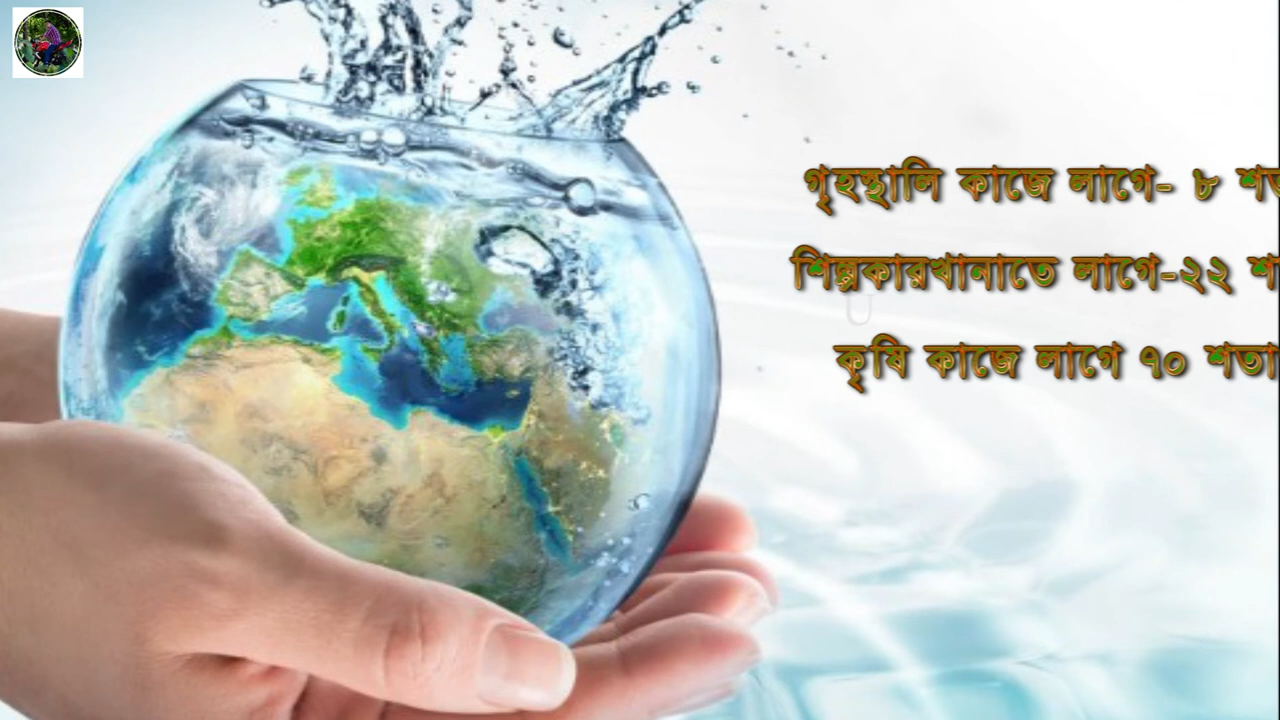 গৃহস্থালি কাজে লাগে- ৮
শিল্পকারখানাতে লাগে-২২
কৃষি কাজে লাগে ৭০